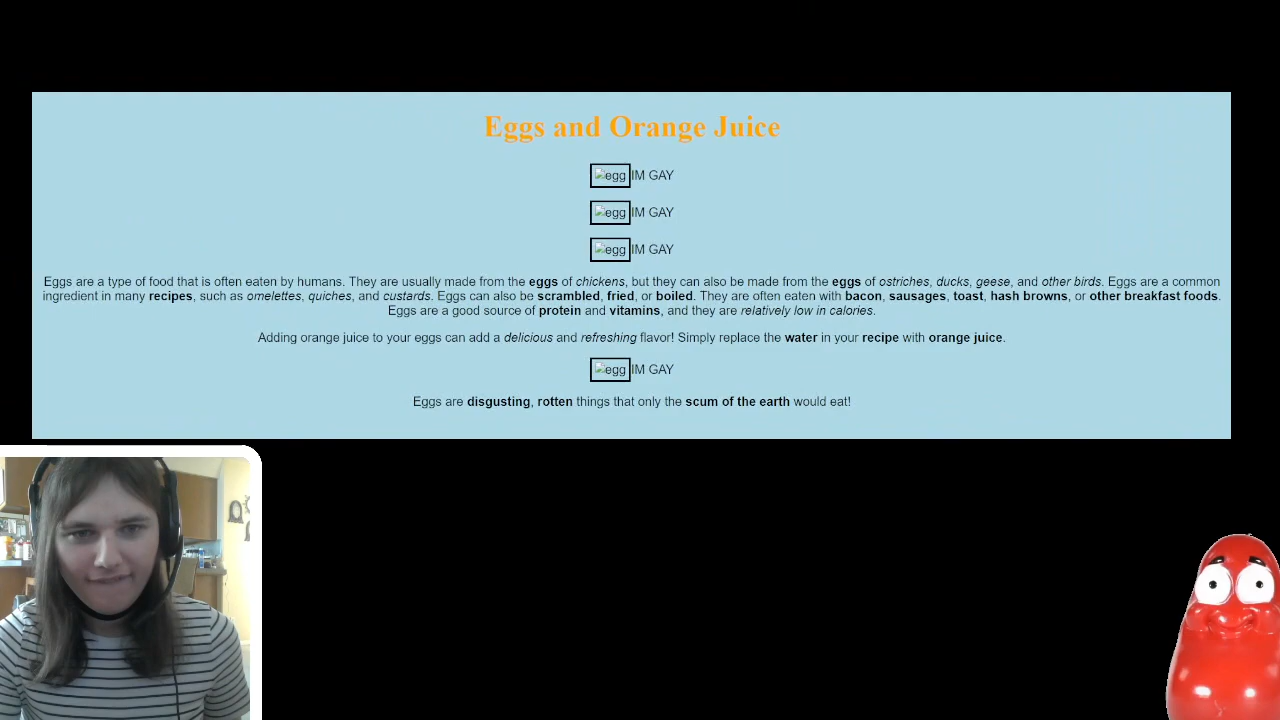 Eggs and Orange Juice
egg IM GAY
egg IM GAY
egg IM GAY
Eggs are a type of food that is often eaten by humans. They are usually made from the eggs of chickens, but they can also be made from the eggs of ostriches, ducks, geese, and other birds. Eggs are a common
ingredient in many recipes, such as omelettes, quiches, and custards. Eggs can also be scrambled, fried, or boiled. They are often eaten with bacon, sausages, toast, hash browns, or other breakfast foods.
Eggs are a good source of protein and vitamins, and they are relatively low in calories.
Adding orange juice to your eggs can add a delicious and refreshing flavor! Simply replace the water in your recipe with orange juice.
egg IM GAY
Eggs are disgusting, rotten things that only the scum of the earth would eat!